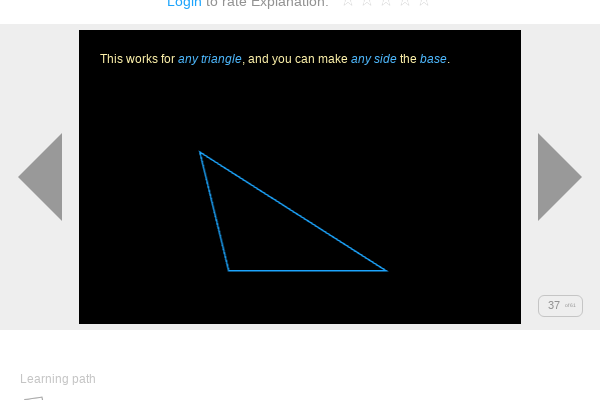 Login to rate Explanation:
This works for any triangle, and you can make any side the base.
37
Learning path